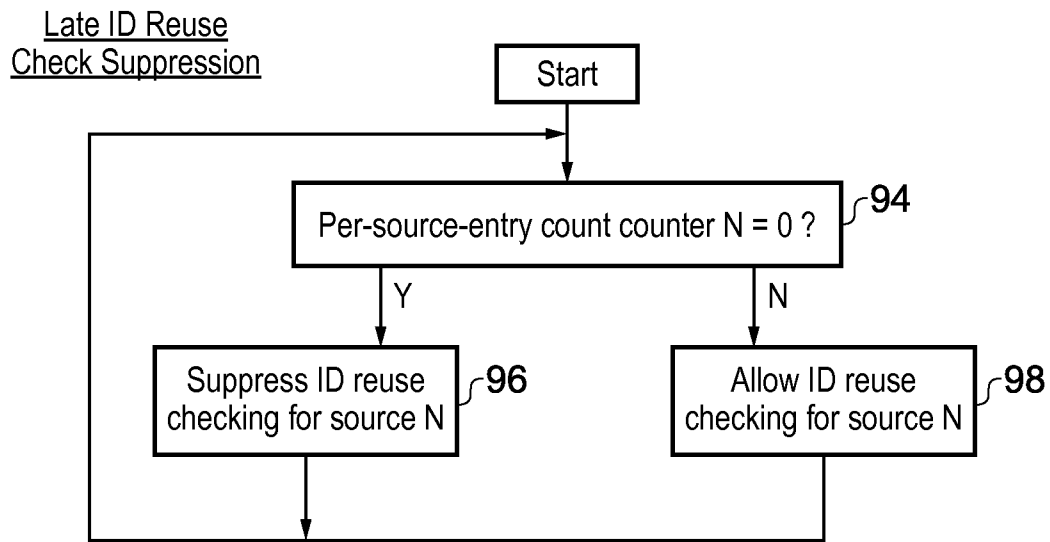 Late ID Reuse
Check Suppression
Start
Per-source-entry count counter N = 0 ?
94
Y
N
Suppress ID reuse
checking for source N
96
Allow ID reuse
checking for source N
98